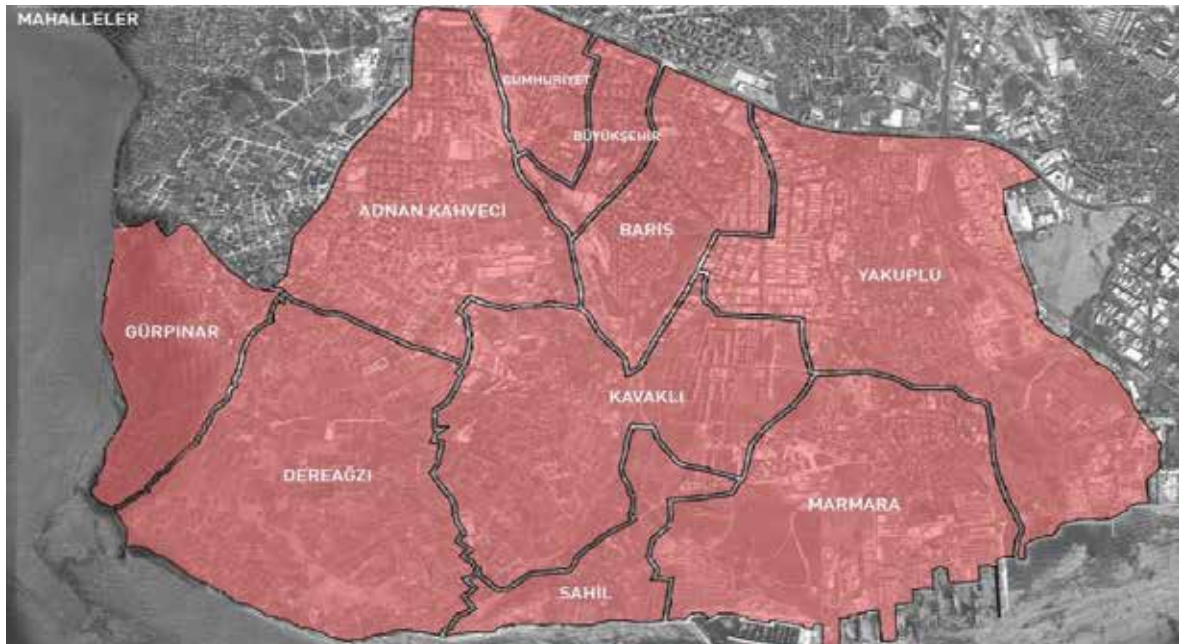 MAHALLELER
CUMHURİYET
BÜYÜKŞEHİR
ADNAN KAHVECİ
BARIŞ
YAKUPLU
GÜRPINAR
KAVAKLI
DEREAĞZI
MARMARA
SAHİL